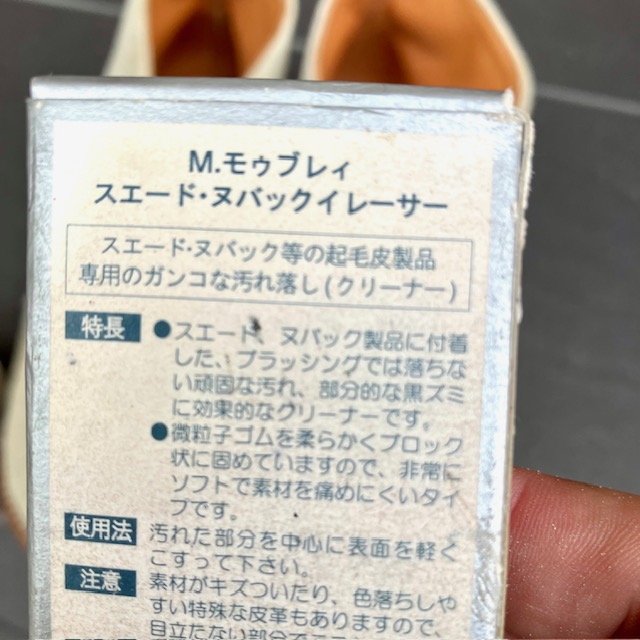 M.モゥブレィ
スエード・ヌバックイレーサー
スエード・ヌバック等の起毛皮製品
専用のガンコな汚れ落し(クリーナー)
特長 ●スエード、ヌバック製品に付着
した、ブラッシングでは落ちな
い頑固な汚れ、部分的な黒ズミ
に効果的なクリーナーです。
●微粒子ゴムを柔らかくブロック
状に固めていますので、非常に
ソフトで素材を痛めにくいタイ
プです。
使用法 汚れた部分を中心に表面を軽く
こすって下さい。
注意 素材がキズついたり、色落ちしや
すい特殊な皮革もありますので、
目立たない部分で